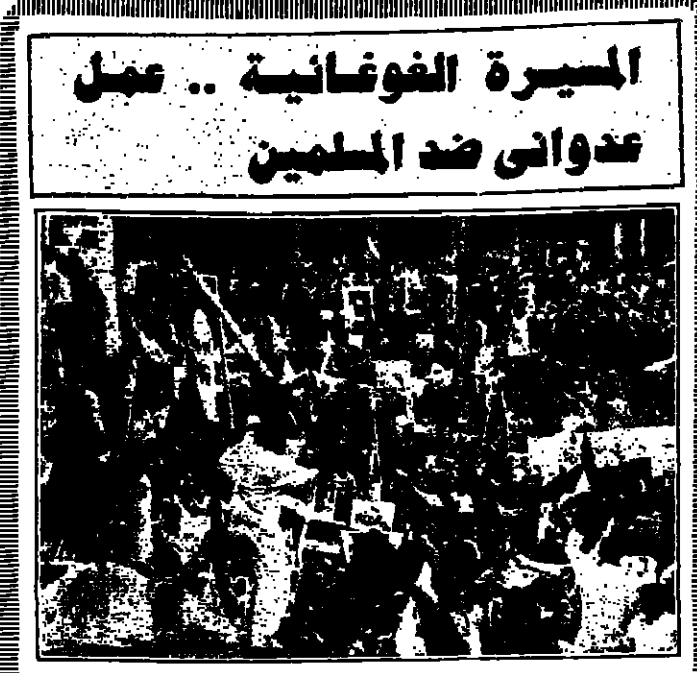 المسيرة الغوغائية .. عمل
عدوانى ضد المسلمين